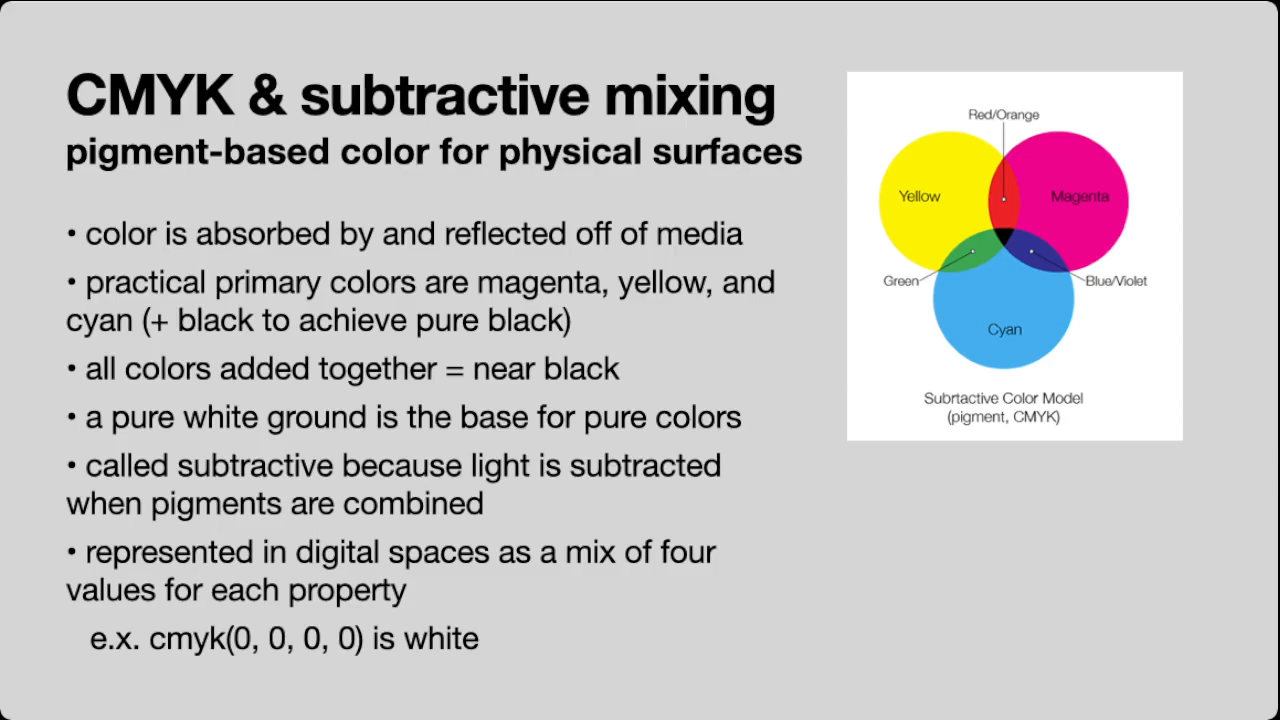 CMYK & subtractive mixing
pigment-based color for physical surfaces
• color is absorbed by and reflected off of media
• practical primary colors are magenta, yellow, and
cyan (+ black to achieve pure black)
• all colors added together = near black
• a pure white ground is the base for pure colors
• called subtractive because light is subtracted
when pigments are combined
• represented in digital spaces as a mix of four
values for each property
e.x. cmyk(0, 0, 0, 0) is white
Red/Orange
Yellow
Magenta
Green
Blue/Violet
Cyan
Subrtactive Color Model
(pigment, CMYK)